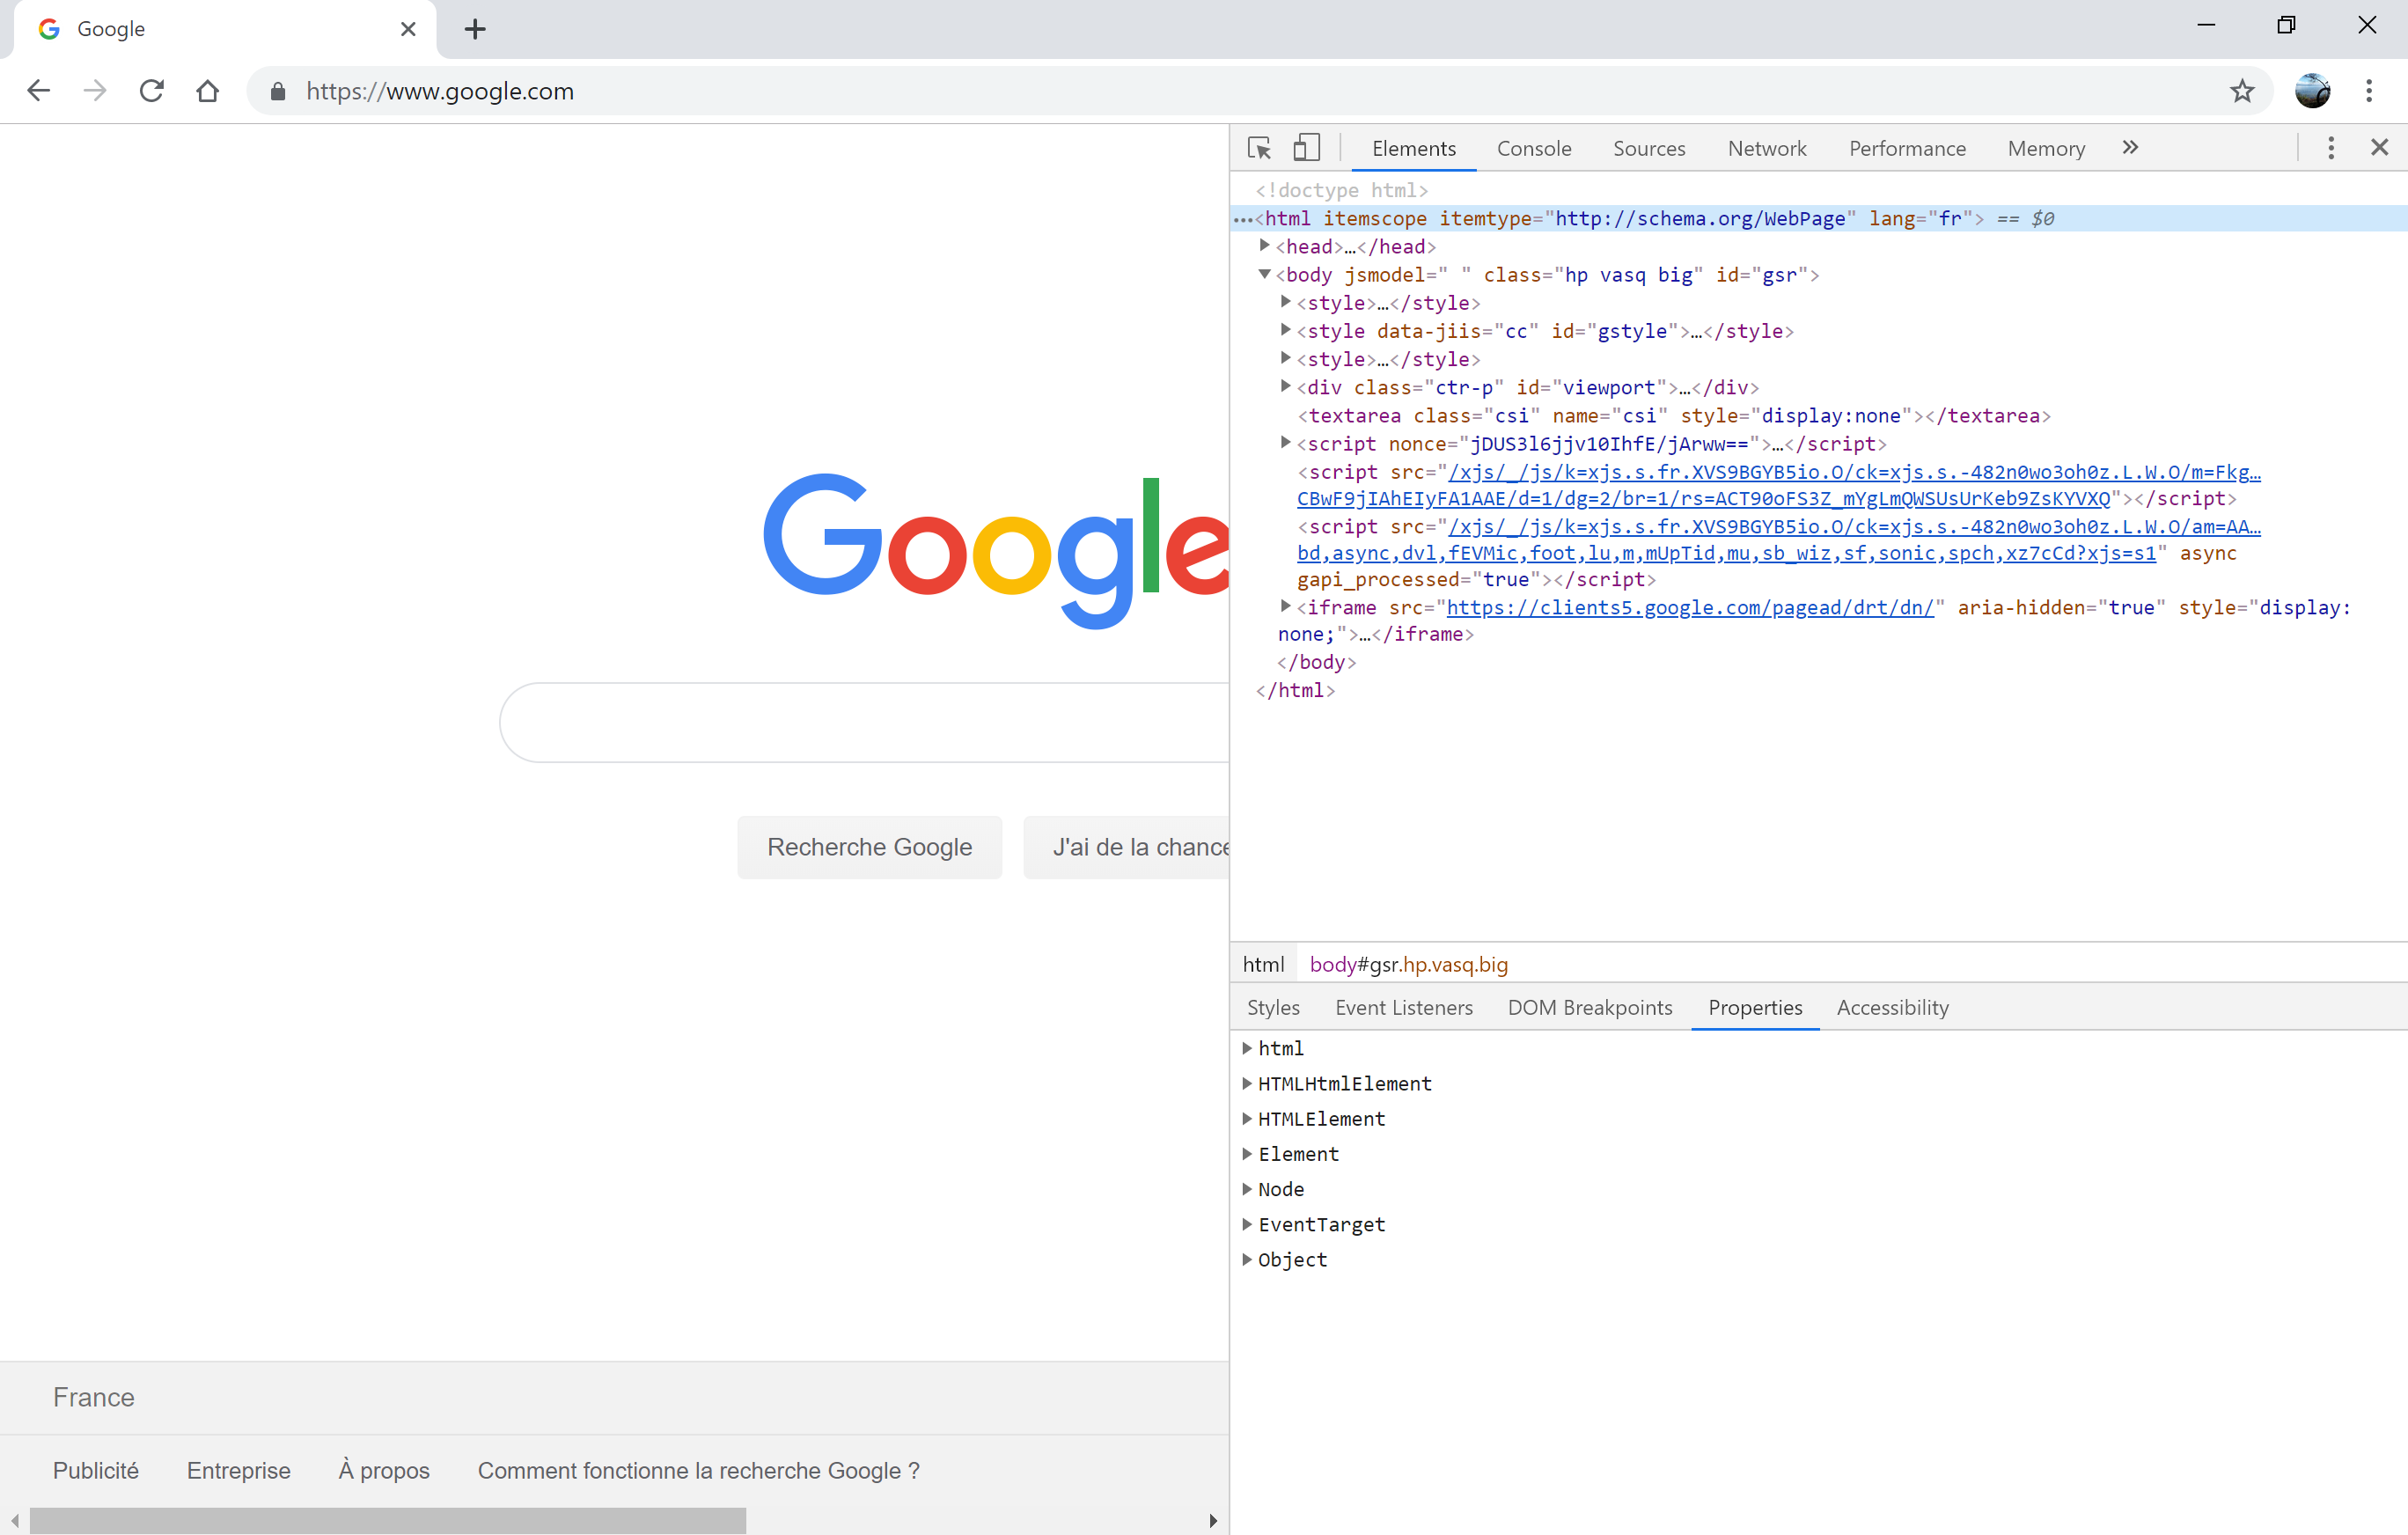 Google
https://www.google.com
Google
Recherche Google
J'ai de la chance
France
Publicité Entreprise À propos Comment fonctionne la recherche Google ?
Elements Console Sources Network Performance Memory
<!doctype html>
…<html itemscope itemtype="http://schema.org/WebPage" lang="fr"> == $0
<head>…</head>
<body jsmodel=" " class="hp vasq big" id="gsr">
<style>…</style>
<style data-jiis="cc" id="gstyle">…</style>
<style>…</style>
<div class="ctr-p" id="viewport">…</div>
<textarea class="csi" name="csi" style="display:none"></textarea>
<script nonce="jDUS3l6jjv10IhfE/jArww==">…</script>
<script src="/xjs/_/js/k=xjs.s.fr.XVS9BGYB5io.O/ck=xjs.s.-482n0wo3oh0z.L.W.O/m=Fkg…
CBwF9jIAhEIyFA1AAE/d=1/dg=2/br=1/rs=ACT90oFS3Z_mYgLmQWSUsUrKeb9ZsKYVXQ"></script>
<script src="/xjs/_/js/k=xjs.s.fr.XVS9BGYB5io.O/ck=xjs.s.-482n0wo3oh0z.L.W.O/am=AA…
bd,async,dvl,fEVMic,foot,lu,m,mUpTid,mu,sb_wiz,sf,sonic,spch,xz7cCd?xjs=s1" async
gapi_processed="true"></script>
<iframe src="https://clients5.google.com/pagead/drt/dn/" aria-hidden="true" style="display:
none;">…</iframe>
</body>
</html>
html body#gsr.hp.vasq.big
Styles Event Listeners DOM Breakpoints Properties Accessibility
html
HTMLHtmlElement
HTMLElement
Element
Node
EventTarget
Object